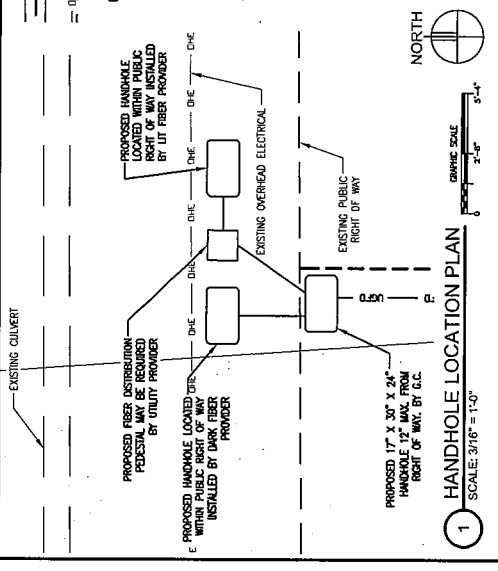 EXISTING CULVERT
PROPOSED HANDHOLE
LOCATED WITHIN PUBLIC
RIGHT OF WAY INSTALLED
BY LIT FIBER PROVIDER
PROPOSED FIBER DISTRIBUTION
PEDESTAL MAY BE REQUIRED
BY UTILITY PROVIDER
E OHE OHE OHE OHE OHE OHE
PROPOSED HANDHOLE LOCATED
WITHIN PUBLIC RIGHT OF WAY
INSTALLED BY DARK FIBER
PROVIDER
EXISTING OVERHEAD ELECTRICAL
EXISTING PUBLIC
RIGHT OF WAY
PROPOSED 17" X 30" X 24"
HANDHOLE 12" MAX. FROM
RIGHT OF WAY. BY G.C.
UGFO
NORTH
1
HANDHOLE LOCATION PLAN
SCALE: 3/16" = 1'-0"
GRAPHIC SCALE
2'-8" 5'-4"